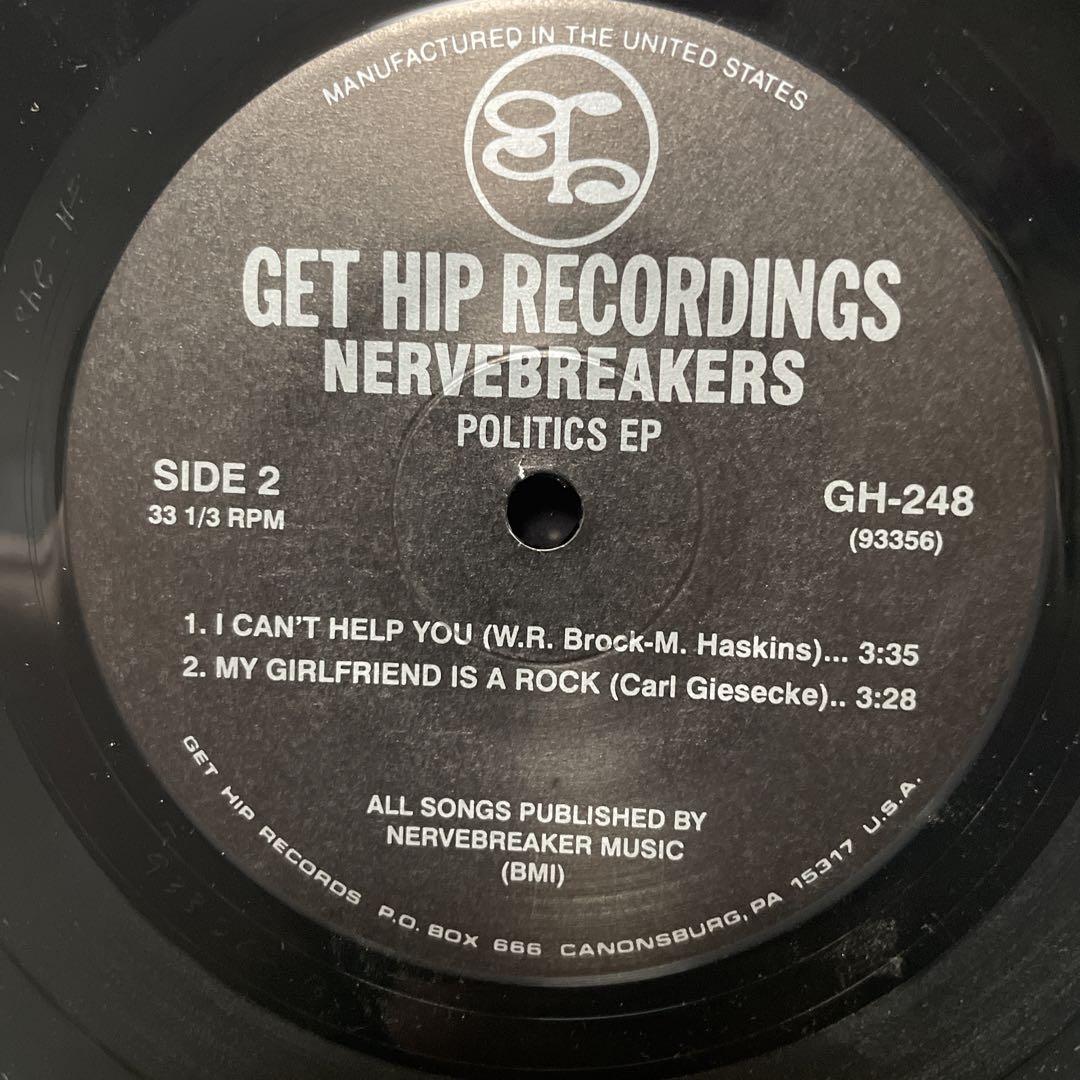 MANUFACTURED IN THE UNITED STATES
GET HIP RECORDINGS
NERVEBREAKERS
POLITICS EP
SIDE 2
33 1/3 RPM
GH-248
(93356)
1. I CAN'T HELP YOU (W.R. Brock-M. Haskins)... 3:35
2. MY GIRLFRIEND IS A ROCK (Carl Giesecke).. 3:28
ALL SONGS PUBLISHED BY
NERVEBREAKER MUSIC
(BMI)
GET HIP RECORDS P.O. BOX 666 CANONSBURG, PA 15317 U.S.A.